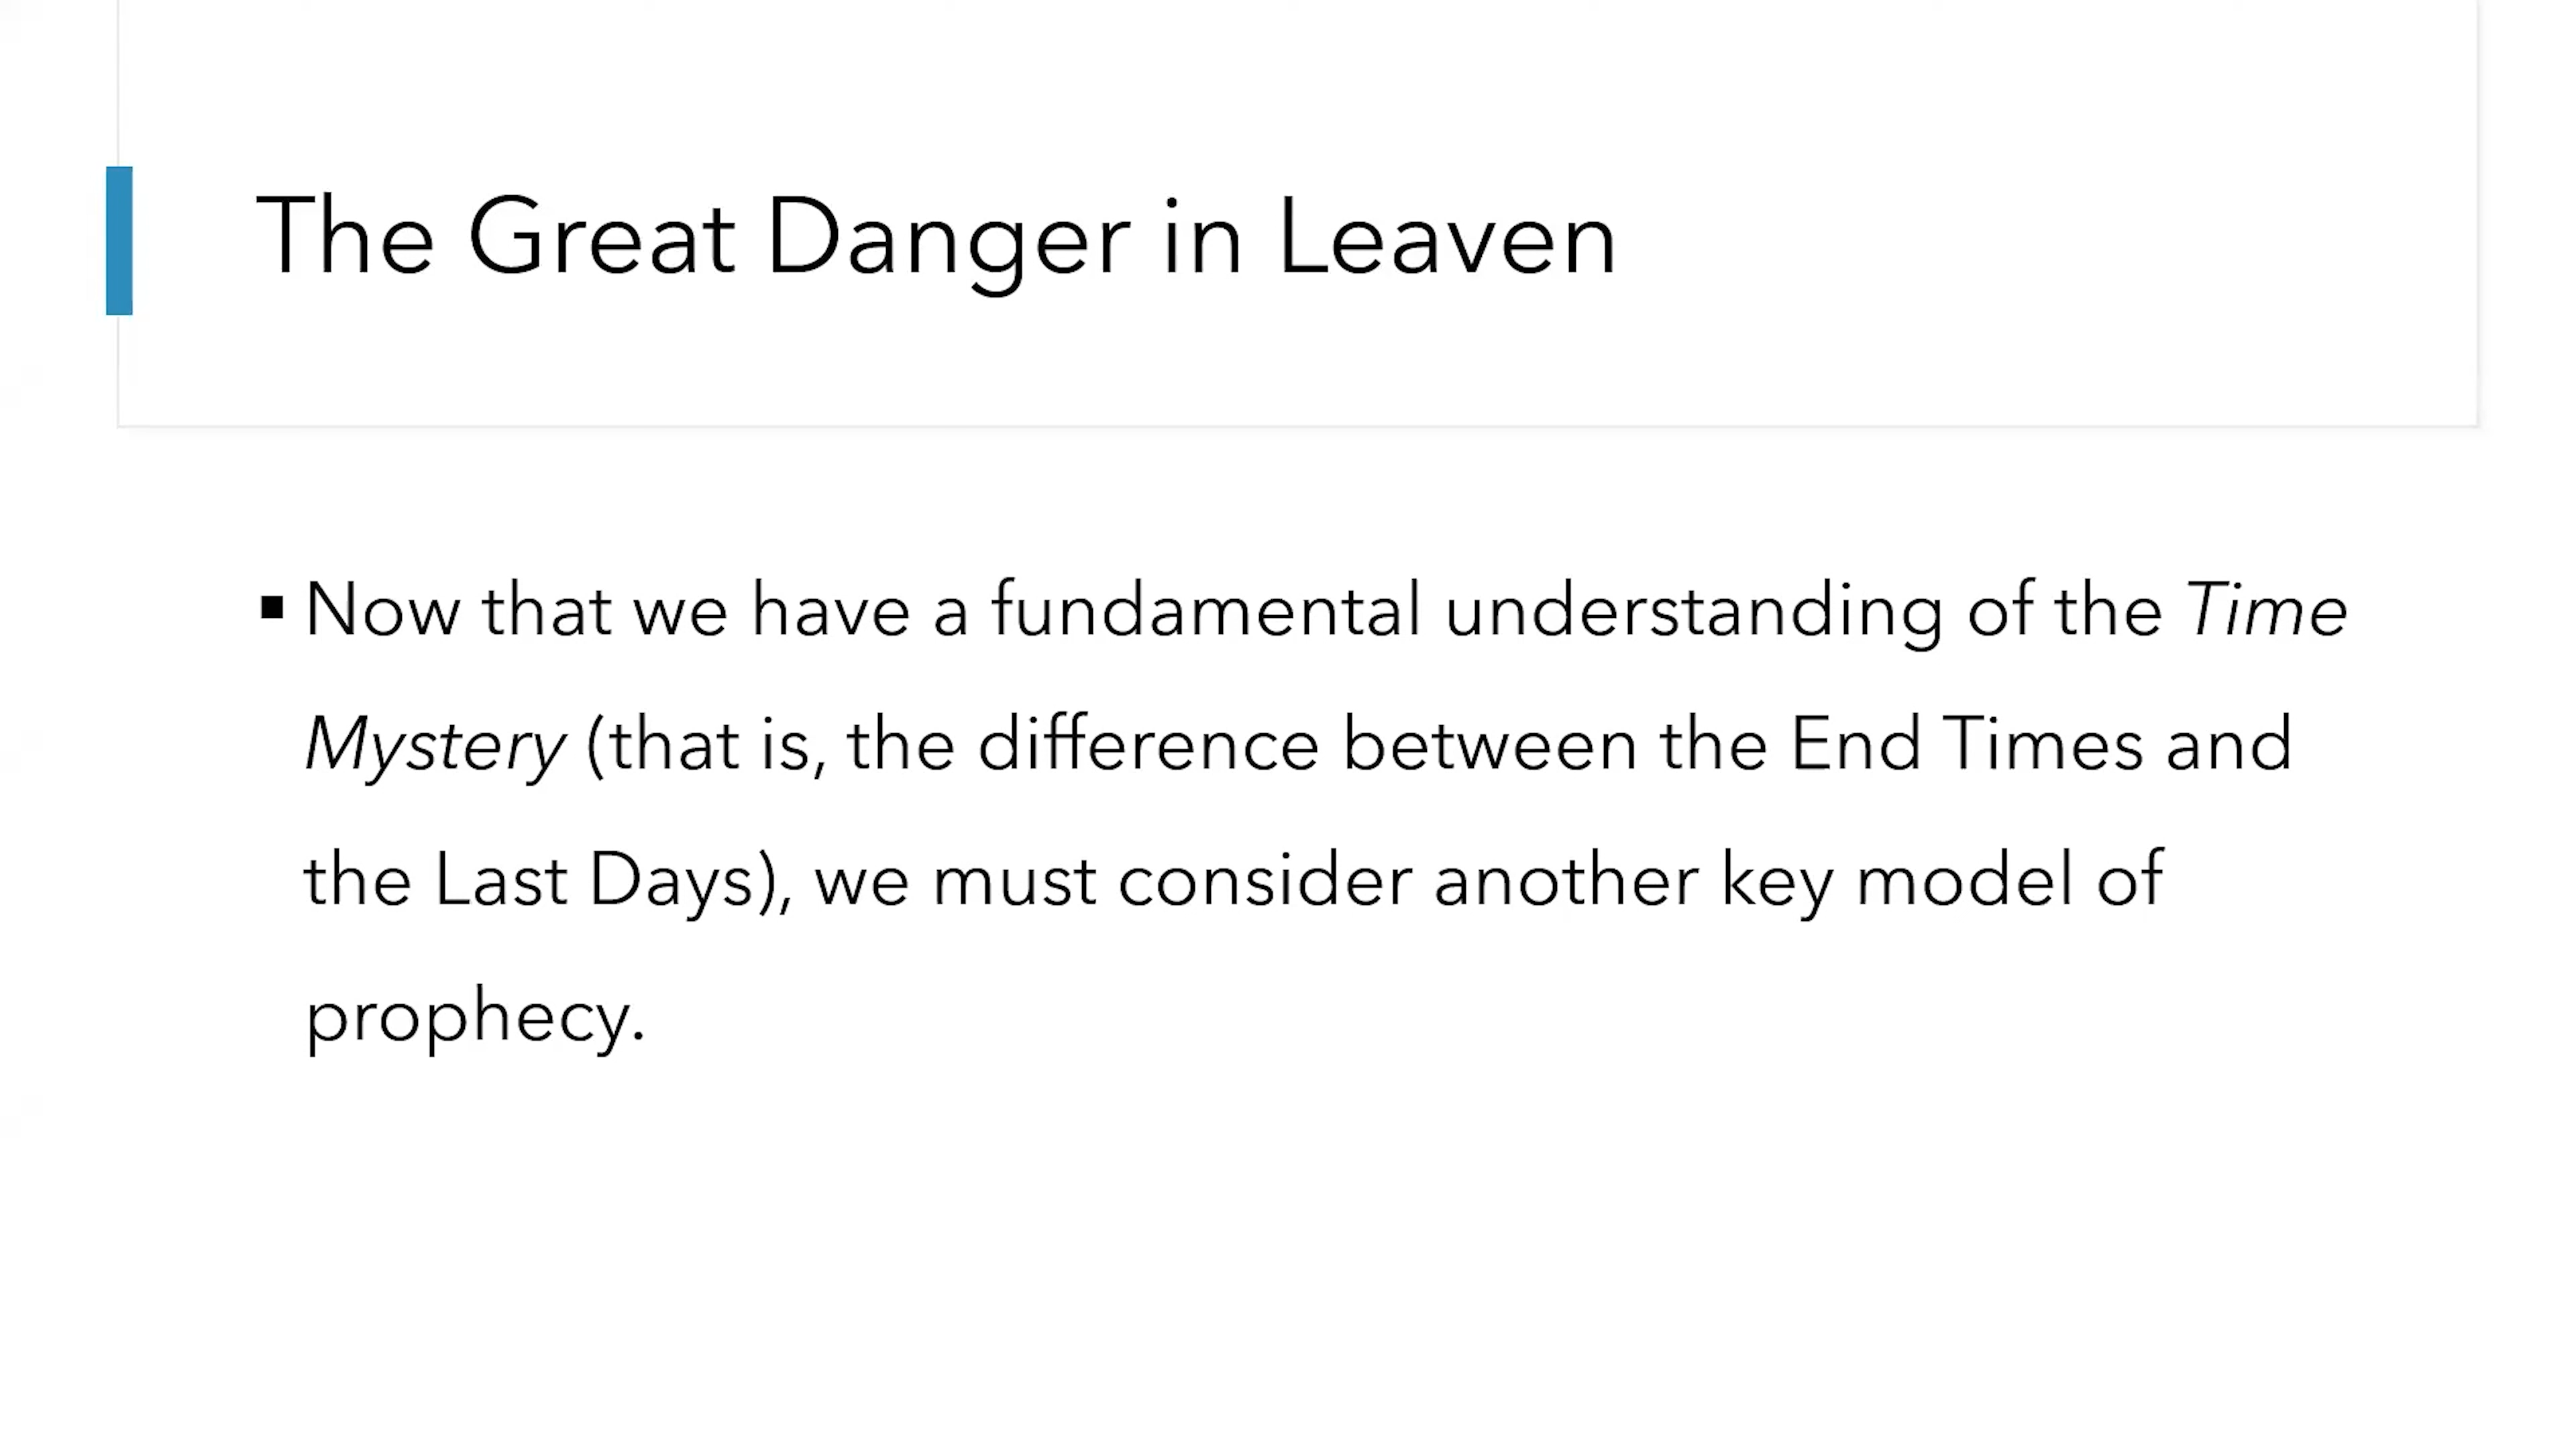 The Great Danger in Leaven
▪ Now that we have a fundamental understanding of the Time
Mystery (that is, the difference between the End Times and
the Last Days), we must consider another key model of
prophecy.